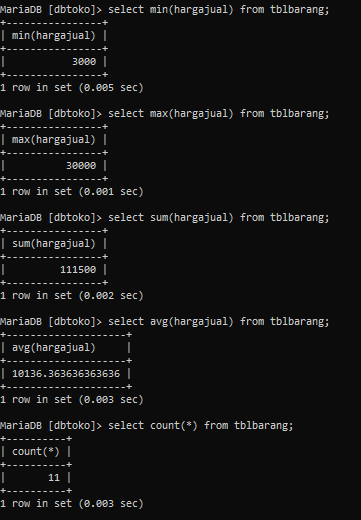 MariaDB [dbtoko]> select min(hargajual) from tblbarang;
+----------------+
| min(hargajual) |
+----------------+
|           3000 |
+----------------+
1 row in set (0.005 sec)

MariaDB [dbtoko]> select max(hargajual) from tblbarang;
+----------------+
| max(hargajual) |
+----------------+
|          30000 |
+----------------+
1 row in set (0.001 sec)

MariaDB [dbtoko]> select sum(hargajual) from tblbarang;
+----------------+
| sum(hargajual) |
+----------------+
|         111500 |
+----------------+
1 row in set (0.002 sec)

MariaDB [dbtoko]> select avg(hargajual) from tblbarang;
+--------------------+
| avg(hargajual)     |
+--------------------+
| 10136.363636363636 |
+--------------------+
1 row in set (0.003 sec)

MariaDB [dbtoko]> select count(*) from tblbarang;
+----------+
| count(*) |
+----------+
|       11 |
+----------+
1 row in set (0.003 sec)